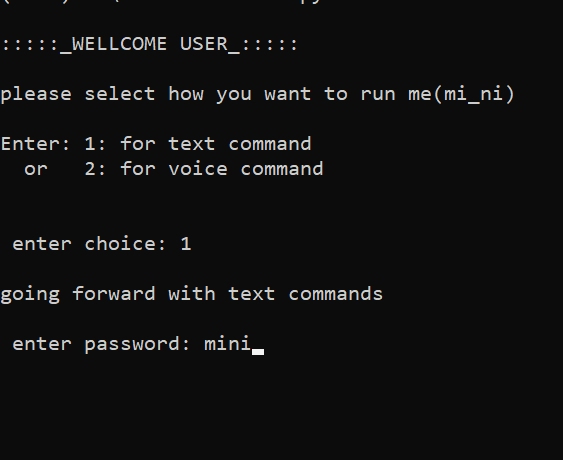 :::::_WELLCOME USER_:::::
please select how you want to run me(mi_ni)
Enter: 1: for text command
or 2: for voice command
enter choice: 1
going forward with text commands
enter password: mini